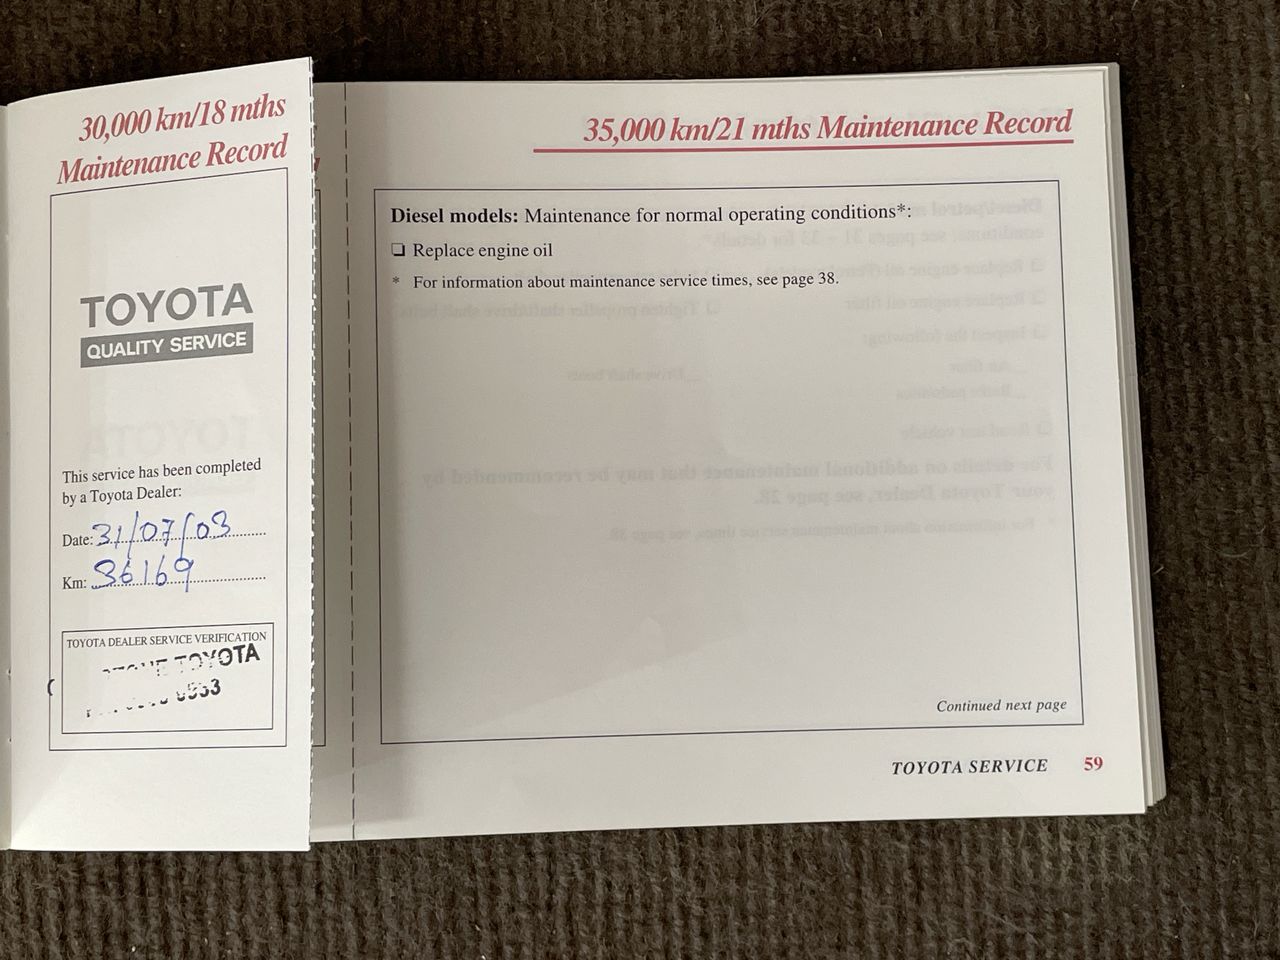 30,000 km/18 mths
Maintenance Record
TOYOTA
QUALITY SERVICE
This service has been completed
by a Toyota Dealer:
Date: 31/07/03
Km: 36169
TOYOTA DEALER SERVICE VERIFICATION
TOYOTA
35,000 km/21 mths Maintenance Record
Diesel models: Maintenance for normal operating conditions*:
❏ Replace engine oil
* For information about maintenance service times, see page 38.
Continued next page
TOYOTA SERVICE 59